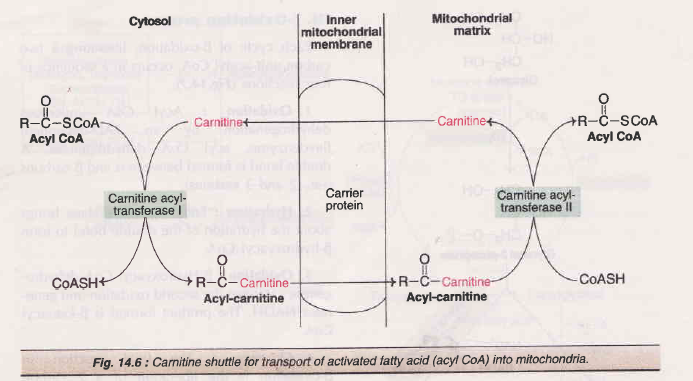 Cytosol
Inner
mitochondrial
membrane
Mitochondrial
matrix
O
R–C–SCoA
Acyl CoA
Carnitine
Carnitine
O
R–C–SCoA
Acyl CoA
Carnitine acyl-
transferase I
Carrier
protein
Carnitine acyl-
transferase II
CoASH
O
R–C–Carnitine
Acyl-carnitine
O
R–C–Carnitine
Acyl-carnitine
CoASH
Fig. 14.6 : Carnitine shuttle for transport of activated fatty acid (acyl CoA) into mitochondria.